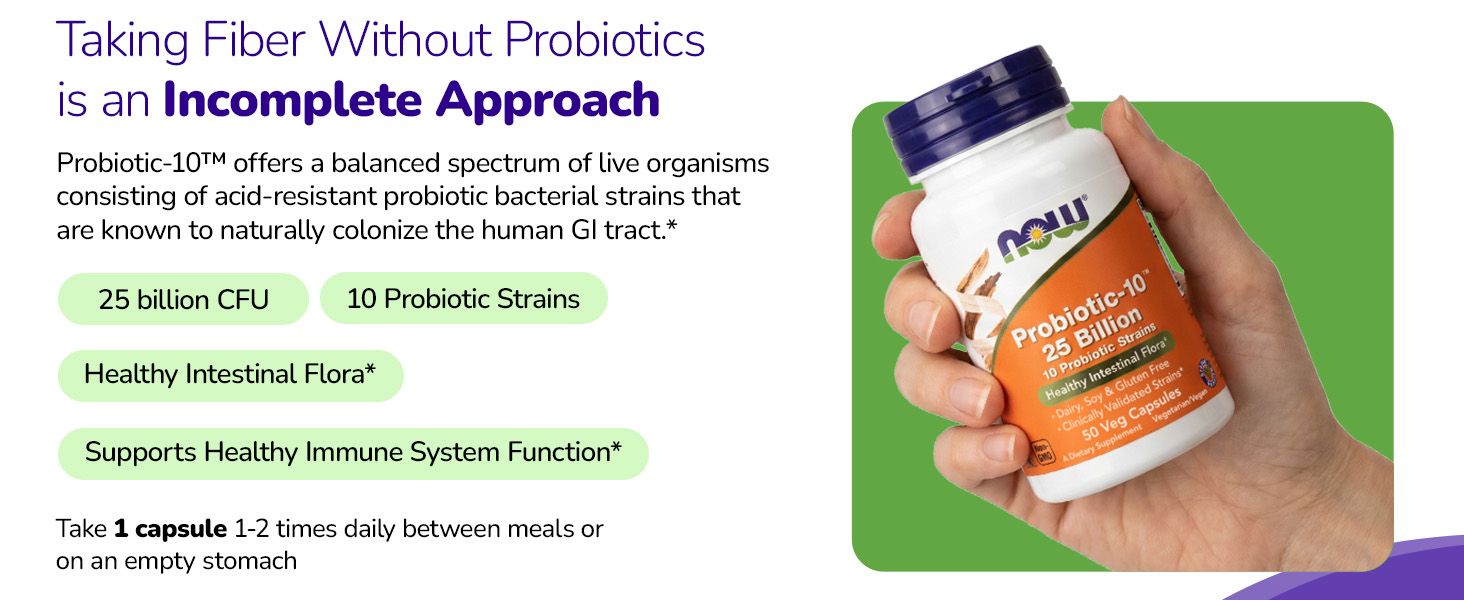 Taking Fiber Without Probiotics
is an Incomplete Approach
Probiotic-10™ offers a balanced spectrum of live organisms
consisting of acid-resistant probiotic bacterial strains that
are known to naturally colonize the human GI tract.*
25 billion CFU
10 Probiotic Strains
Healthy Intestinal Flora*
Supports Healthy Immune System Function*
Take 1 capsule 1-2 times daily between meals or
on an empty stomach
NOW®
Probiotic-10™
25 Billion
10 Probiotic Strains
Healthy Intestinal Flora*
• Dairy, Soy & Gluten Free
• Clinically Validated Strains*
50 Veg Capsules
A Dietary Supplement Vegetarian/Vegan
Non-
GMO